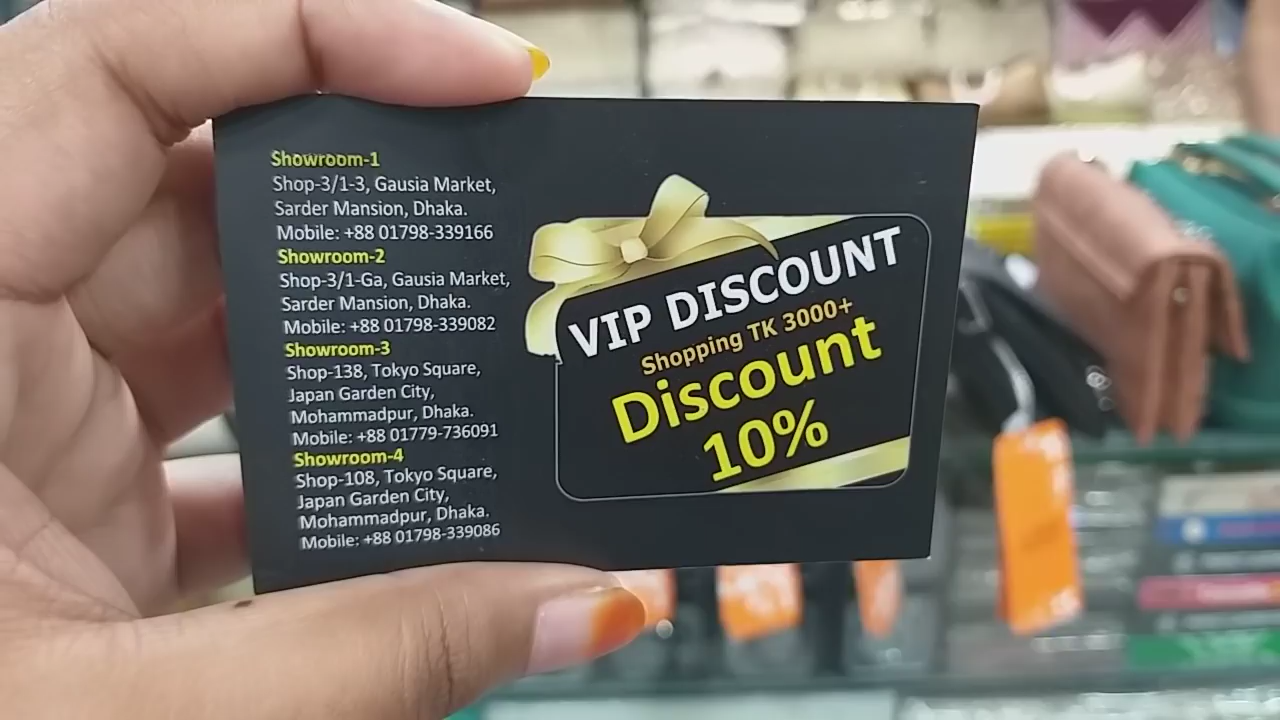 Showroom-1
Shop-3/1-3, Gausia Market,
Sarder Mansion, Dhaka.
Mobile: +88 01798-339166
Showroom-2
Shop-3/1-Ga, Gausia Market,
Sarder Mansion, Dhaka.
Mobile: +88 01798-339082
Showroom-3
Shop-138, Tokyo Square,
Japan Garden City,
Mohammadpur, Dhaka.
Mobile: +88 01779-736091
Showroom-4
Shop-108, Tokyo Square,
Japan Garden City,
Mohammadpur, Dhaka.
Mobile: +88 01798-339086
VIP DISCOUNT
Shopping TK 3000+
Discount
10%